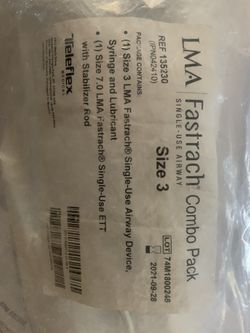 LMA | Fastrach® Combo Pack
SINGLE-USE AIRWAY
REF 135230
(IPN042410)
Size 3
PACKAGE CONTAINS:
• (1) Size 3 LMA Fastrach® Single-Use Airway Device,
Syringe and Lubricant
• (1) Size 7.0 LMA Fastrach® Single-Use ETT
with Stabilizer Rod
LOT 74M1800246
2021-09-28
Teleflex